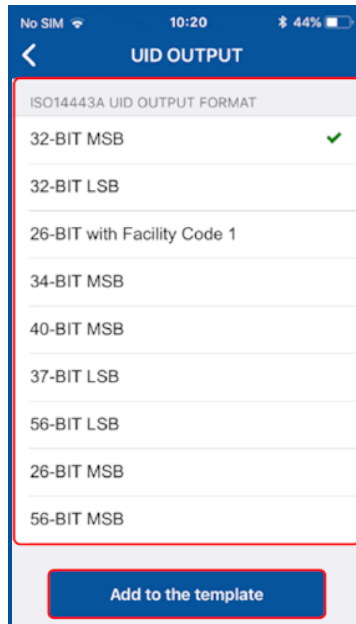 No SIM 10:20 44%
UID OUTPUT
ISO14443A UID OUTPUT FORMAT
32-BIT MSB
32-BIT LSB
26-BIT with Facility Code 1
34-BIT MSB
40-BIT MSB
37-BIT LSB
56-BIT LSB
26-BIT MSB
56-BIT MSB
Add to the template